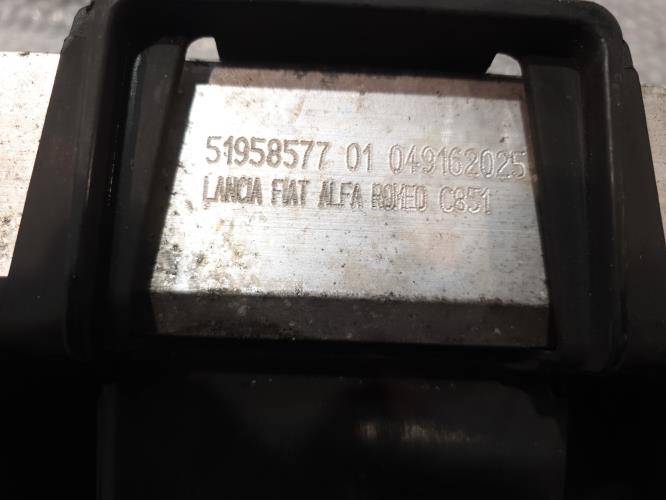 51958577 01 049162025
LANCIA FIAT ALFA ROMEO C851